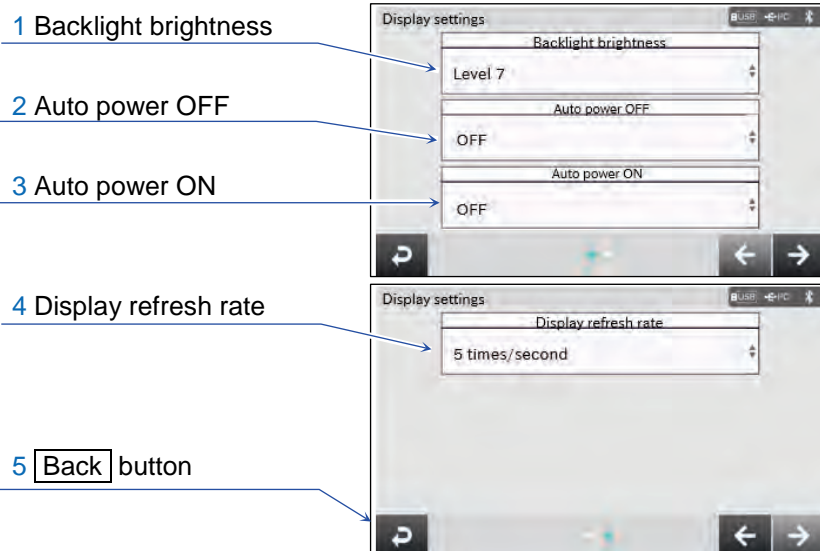 1 Backlight brightness
2 Auto power OFF
3 Auto power ON
Display settings
USB PC
Backlight brightness
Level 7
Auto power OFF
OFF
Auto power ON
OFF
4 Display refresh rate
5 Back button
Display settings
USB PC
Display refresh rate
5 times/second